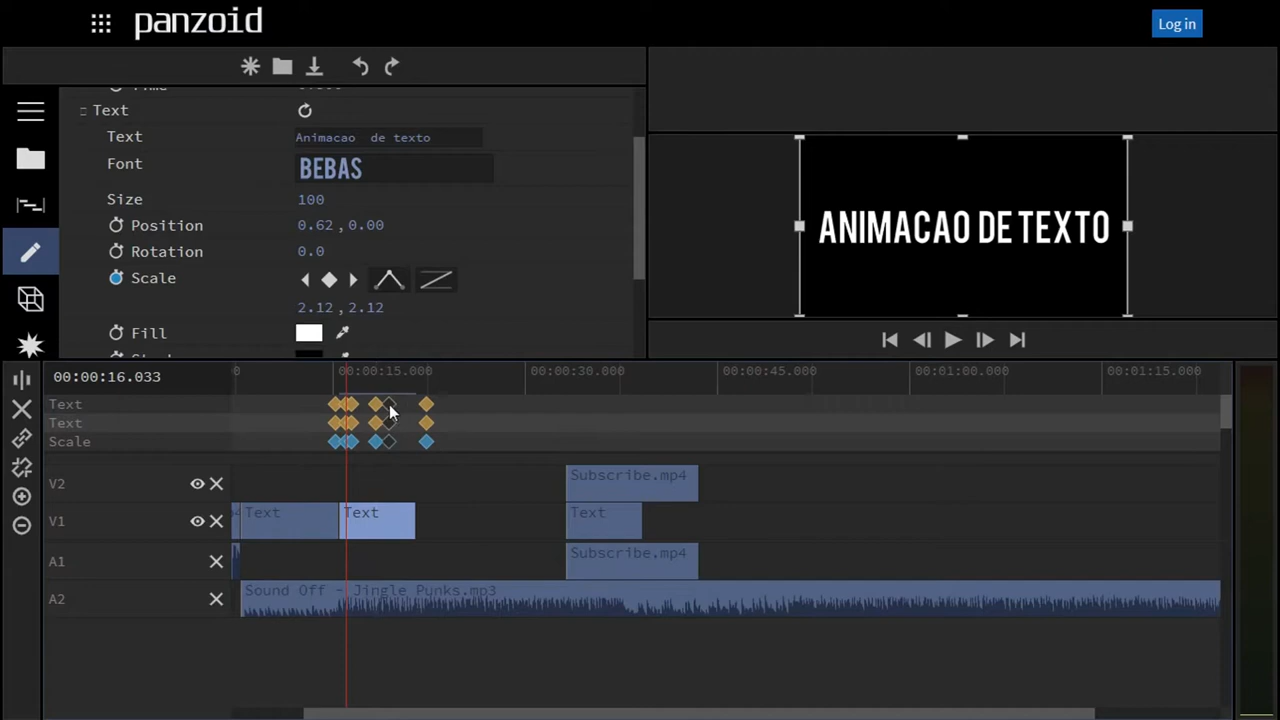 panzoid
Log in
Text
Text Animacao de texto
Font BEBAS
Size 100
Position 0.62 , 0.00
Rotation 0.0
Scale
2.12 , 2.12
Fill
ANIMACAO DE TEXTO
00:00:16.033 0 00:00:15.000 00:00:30.000 00:00:45.000 00:01:00.000 00:01:15.000
Text
Text
Scale
V2 Subscribe.mp4
V1 Text Text Text
A1 Subscribe.mp4
A2 Sound Off - Jingle Punks.mp3